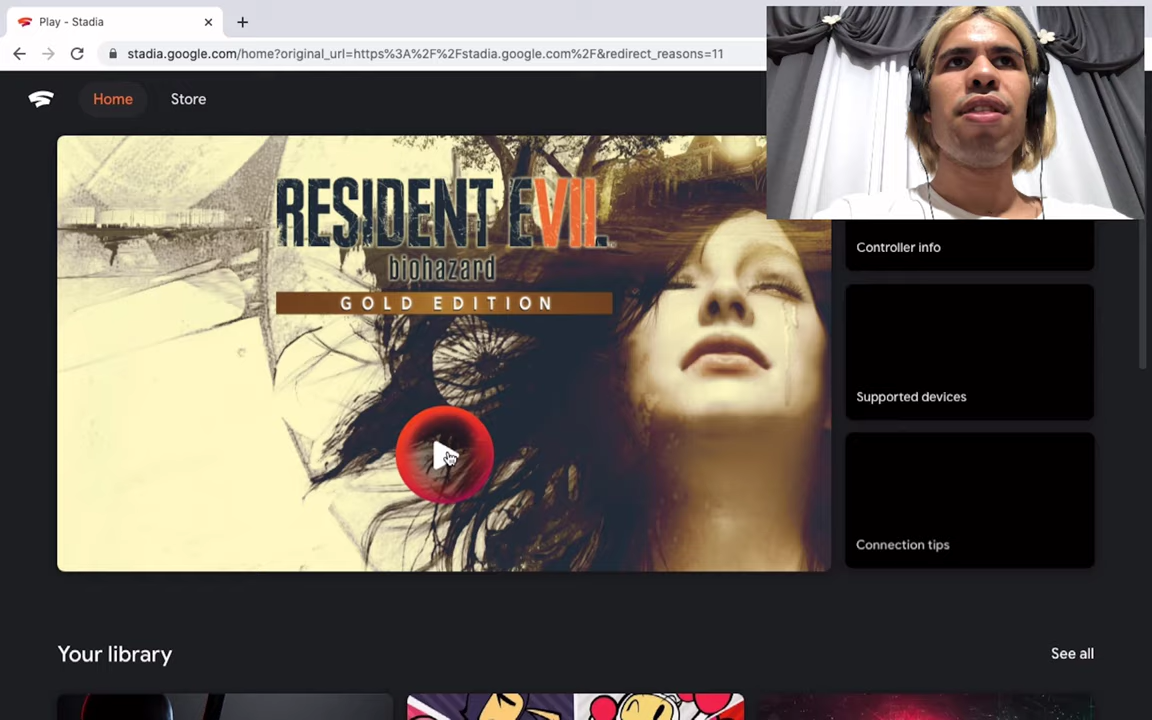 Play - Stadia
stadia.google.com/home?original_url=https%3A%2F%2Fstadia.google.com%2F&redirect_reasons=11
Home
Store
RESIDENT EVII.
biohazard
GOLD EDITION
Controller info
Supported devices
Connection tips
Your library
See all